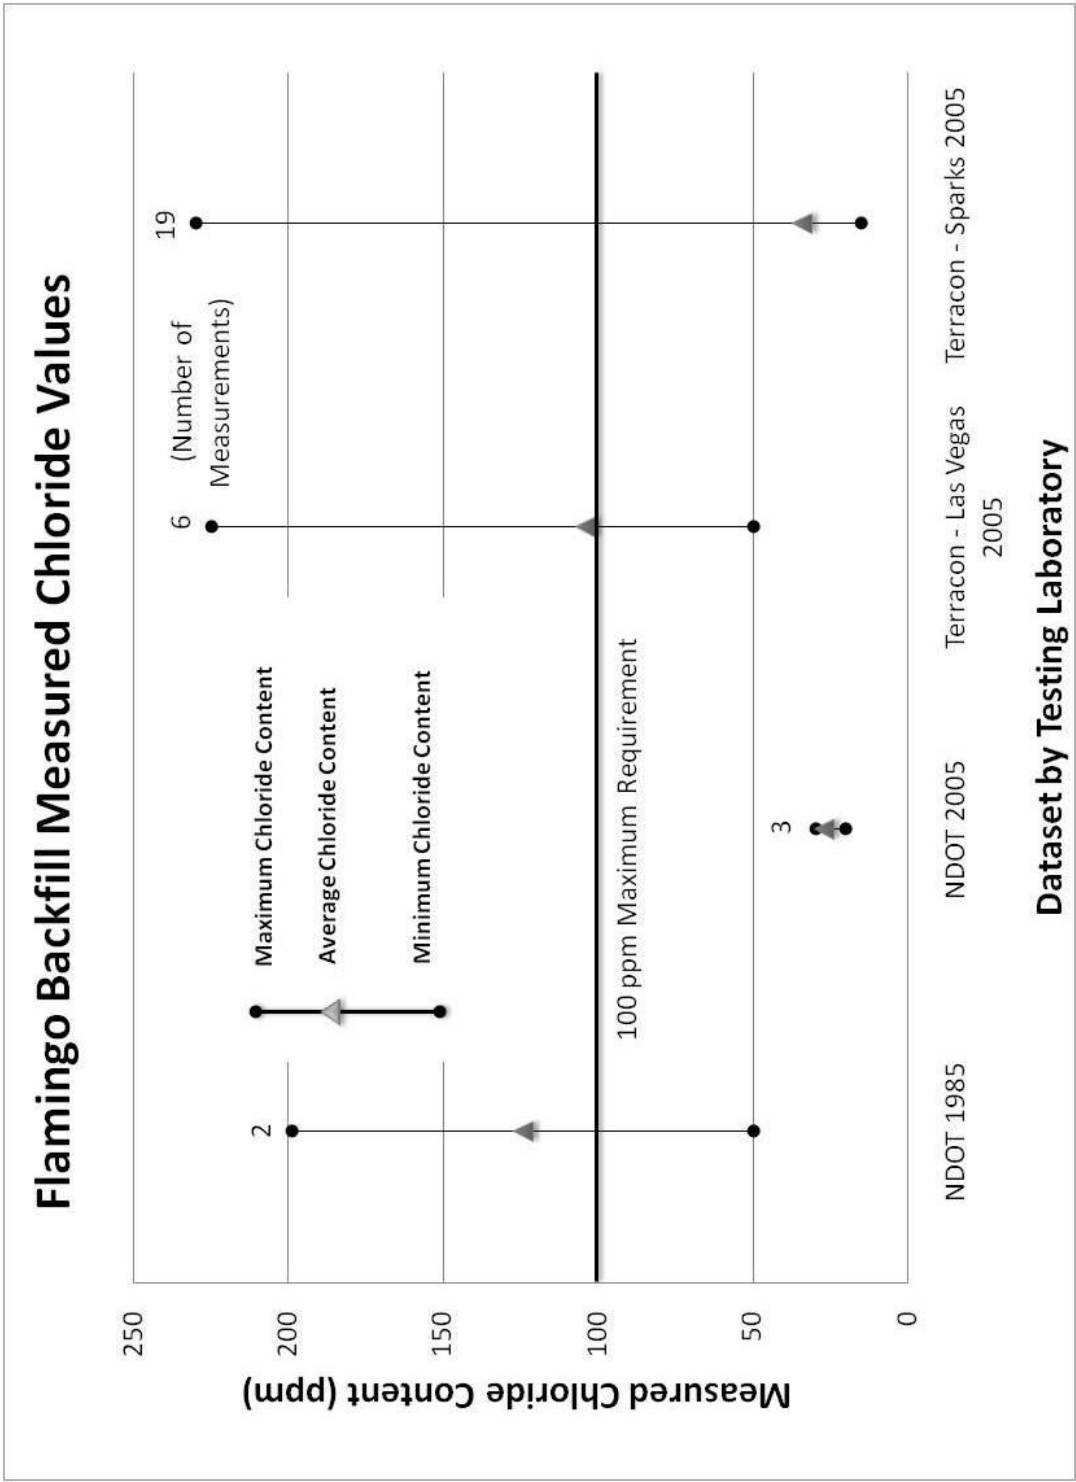 Flamingo Backfill Measured Chloride Values
Measured Chloride Content (ppm)
250
200
150
100
50
0
2
3
6
19
(Number of
Measurements)
Maximum Chloride Content
Average Chloride Content
Minimum Chloride Content
100 ppm Maximum Requirement
NDOT 1985
NDOT 2005
Terracon - Las Vegas
2005
Terracon - Sparks 2005
Dataset by Testing Laboratory